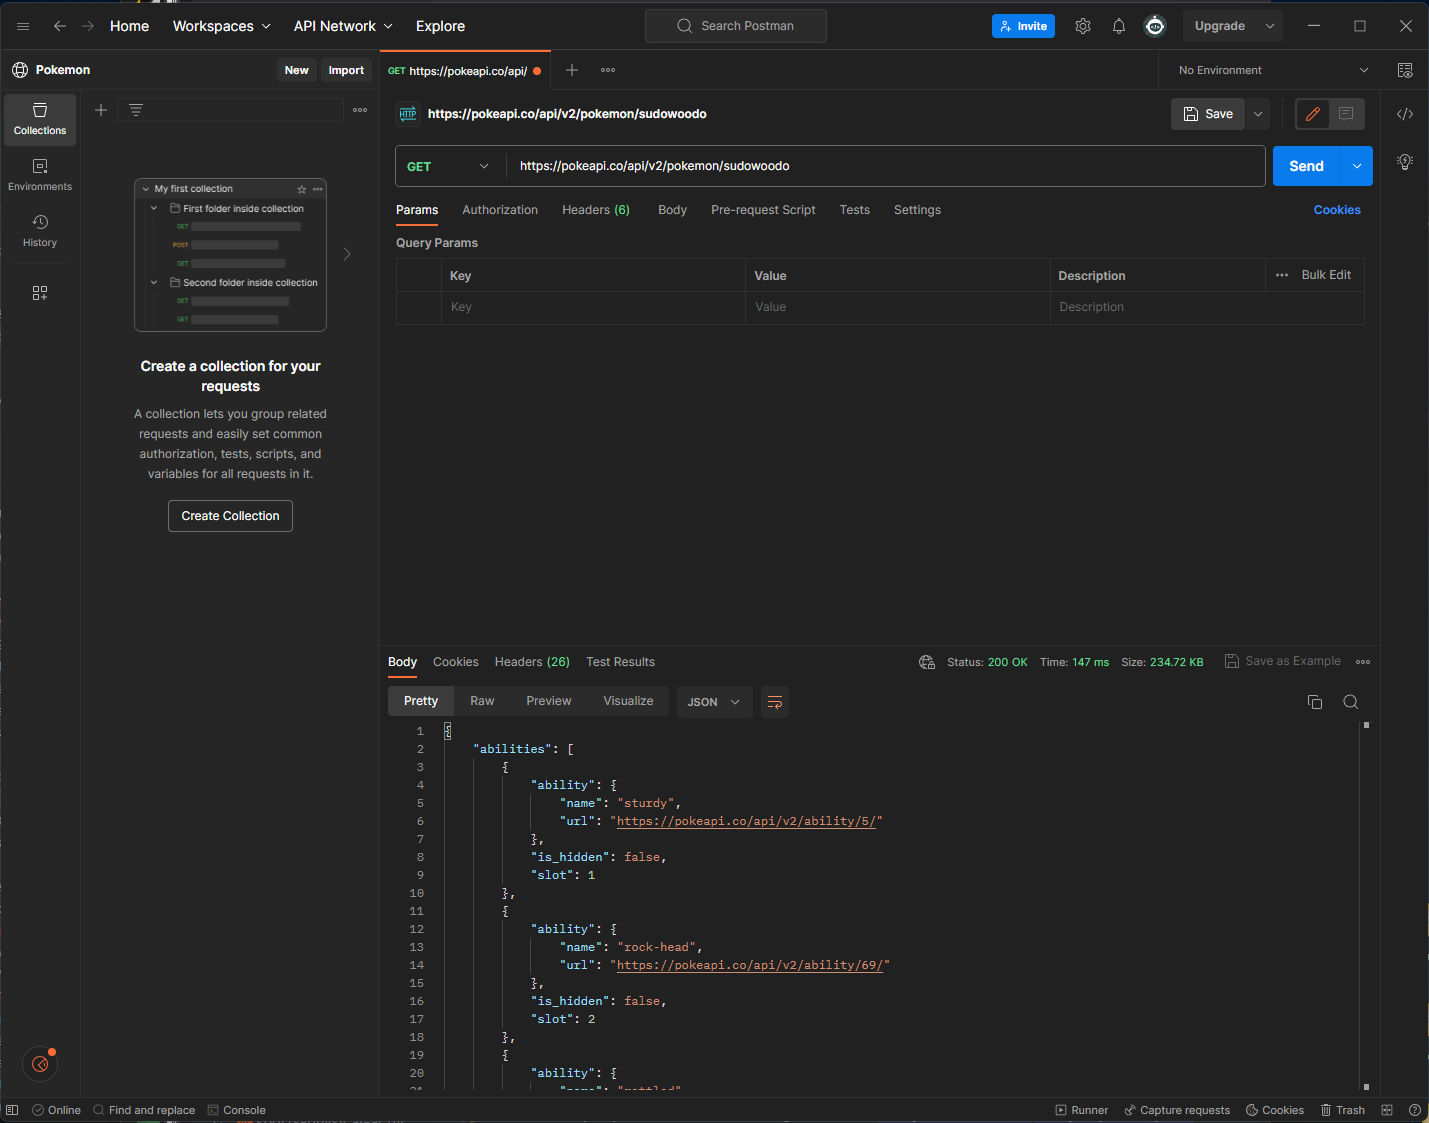 Home
Workspaces
API Network
Explore
Search Postman
Invite
Upgrade
Pokemon
New
Import
GET https://pokeapi.co/api/
No Environment
Collections
Environments
History
My first collection
First folder inside collection
GET
POST
GET
Second folder inside collection
GET
GET
Create a collection for your
requests
A collection lets you group related
requests and easily set common
authorization, tests, scripts, and
variables for all requests in it.
Create Collection
HTTP
https://pokeapi.co/api/v2/pokemon/sudowoodo
Save
GET
https://pokeapi.co/api/v2/pokemon/sudowoodo
Send
Params
Authorization
Headers (6)
Body
Pre-request Script
Tests
Settings
Cookies
Query Params
Key
Value
Description
Bulk Edit
Key
Value
Description
Body
Cookies
Headers (26)
Test Results
Status: 200 OK
Time: 147 ms
Size: 234.72 KB
Save as Example
Pretty
Raw
Preview
Visualize
JSON
1 {
2 "abilities": [
3 {
4 "ability": {
5 "name": "sturdy",
6 "url": "https://pokeapi.co/api/v2/ability/5/"
7 },
8 "is_hidden": false,
9 "slot": 1
10 },
11 {
12 "ability": {
13 "name": "rock-head",
14 "url": "https://pokeapi.co/api/v2/ability/69/"
15 },
16 "is_hidden": false,
17 "slot": 2
18 },
19 {
20 "ability": {
21 "name": "rattled"
Online
Find and replace
Console
Runner
Capture requests
Cookies
Trash